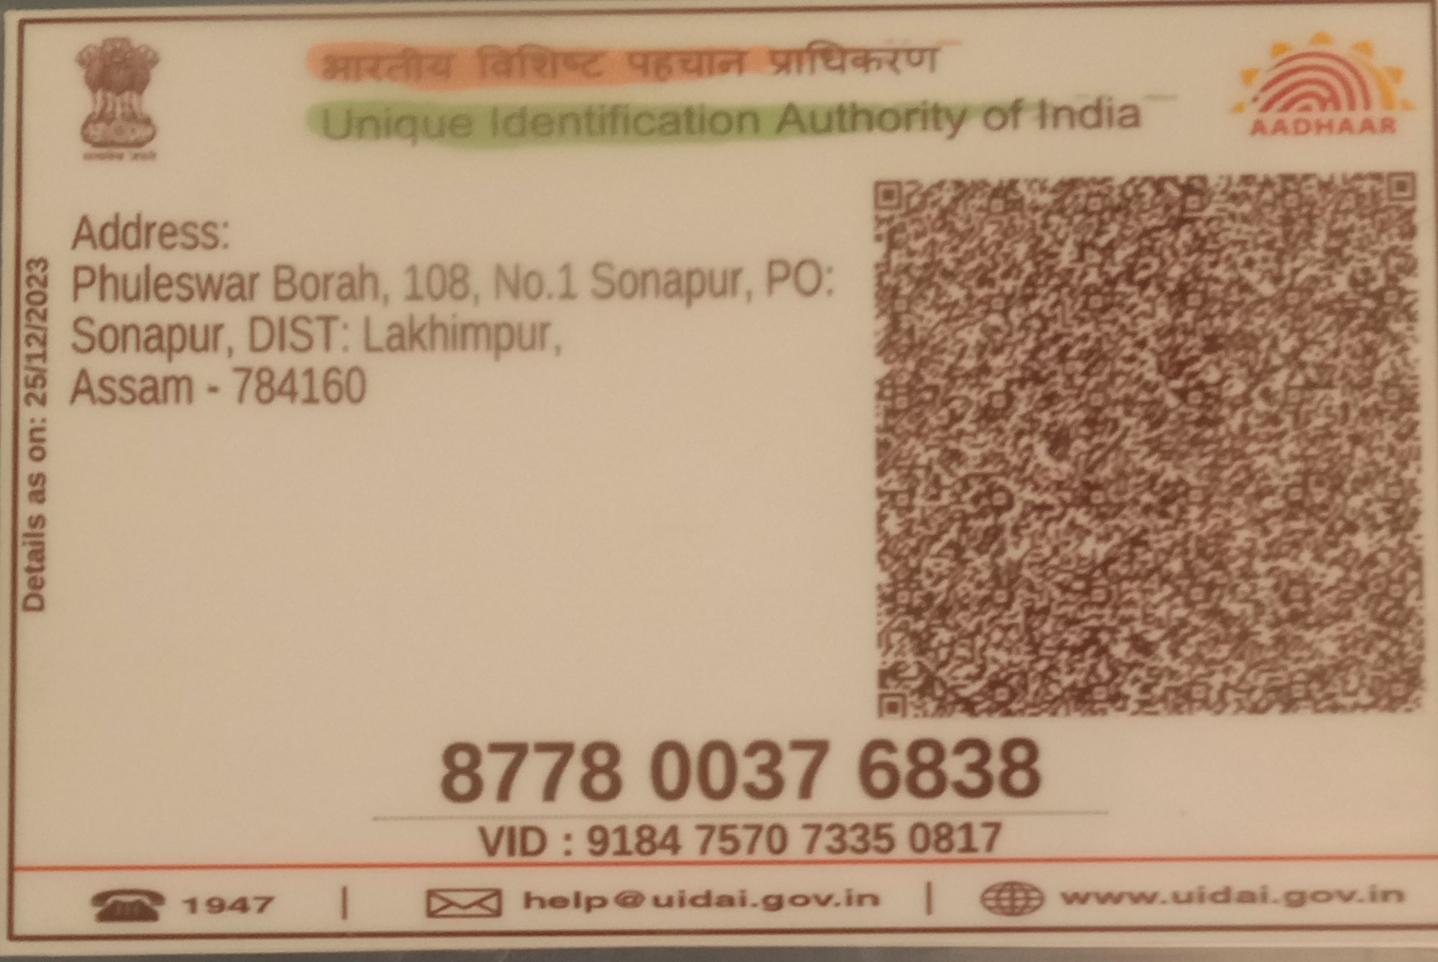 भारतीय विशिष्ट पहचान प्राधिकरण
Unique Identification Authority of India
AADHAAR
Address:
Phuleswar Borah, 108, No.1 Sonapur, PO:
Sonapur, DIST: Lakhimpur,
Assam - 784160
Details as on: 25/12/2023
8778 0037 6838
VID : 9184 7570 7335 0817
1947 | help@uidai.gov.in | www.uidai.gov.in